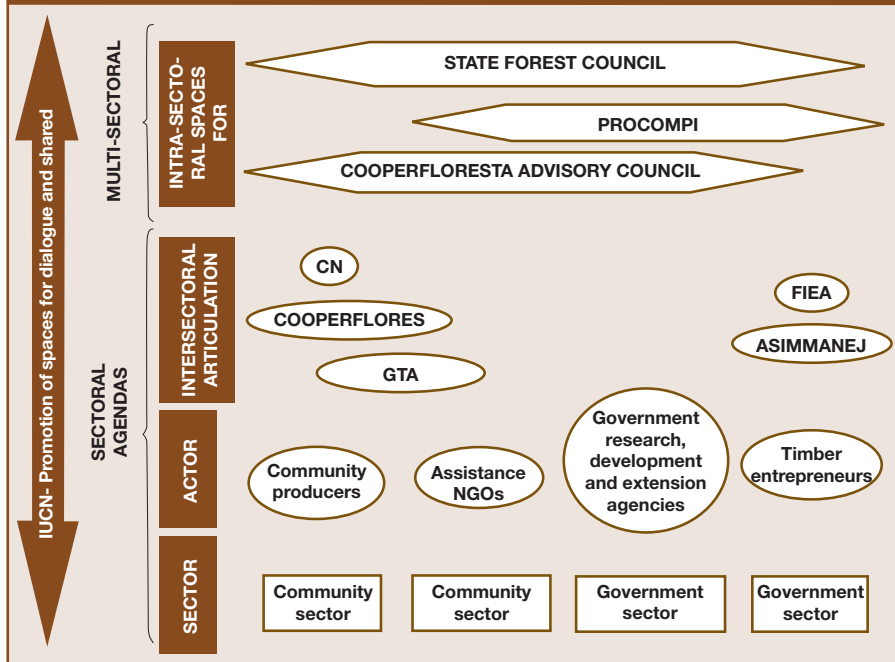 IUCN- Promotion of spaces for dialogue and shared
MULTI-SECTORAL
INTRA-SECTO-
RAL SPACES
FOR
STATE FOREST COUNCIL
PROCOMPI
COOPERFLORESTA ADVISORY COUNCIL
SECTORAL
AGENDAS
INTERSECTORAL
ARTICULATION
CN
COOPERFLORES
GTA
FIEA
ASIMMANEJ
ACTOR
Community
producers
Assistance
NGOs
Government
research,
development
and extension
agencies
Timber
entrepreneurs
SECTOR
Community
sector
Community
sector
Government
sector
Government
sector